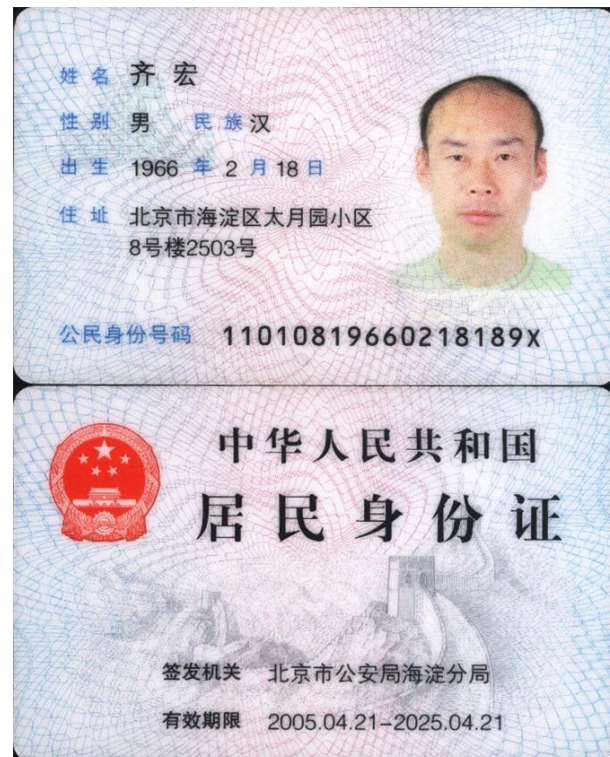 姓名 齐宏
性别 男 民族 汉
出生 1966 年 2 月 18 日
住址 北京市海淀区太月园小区
8号楼2503号
公民身份号码 11010819660218189X
中华人民共和国
居民身份证
签发机关 北京市公安局海淀分局
有效期限 2005.04.21-2025.04.21